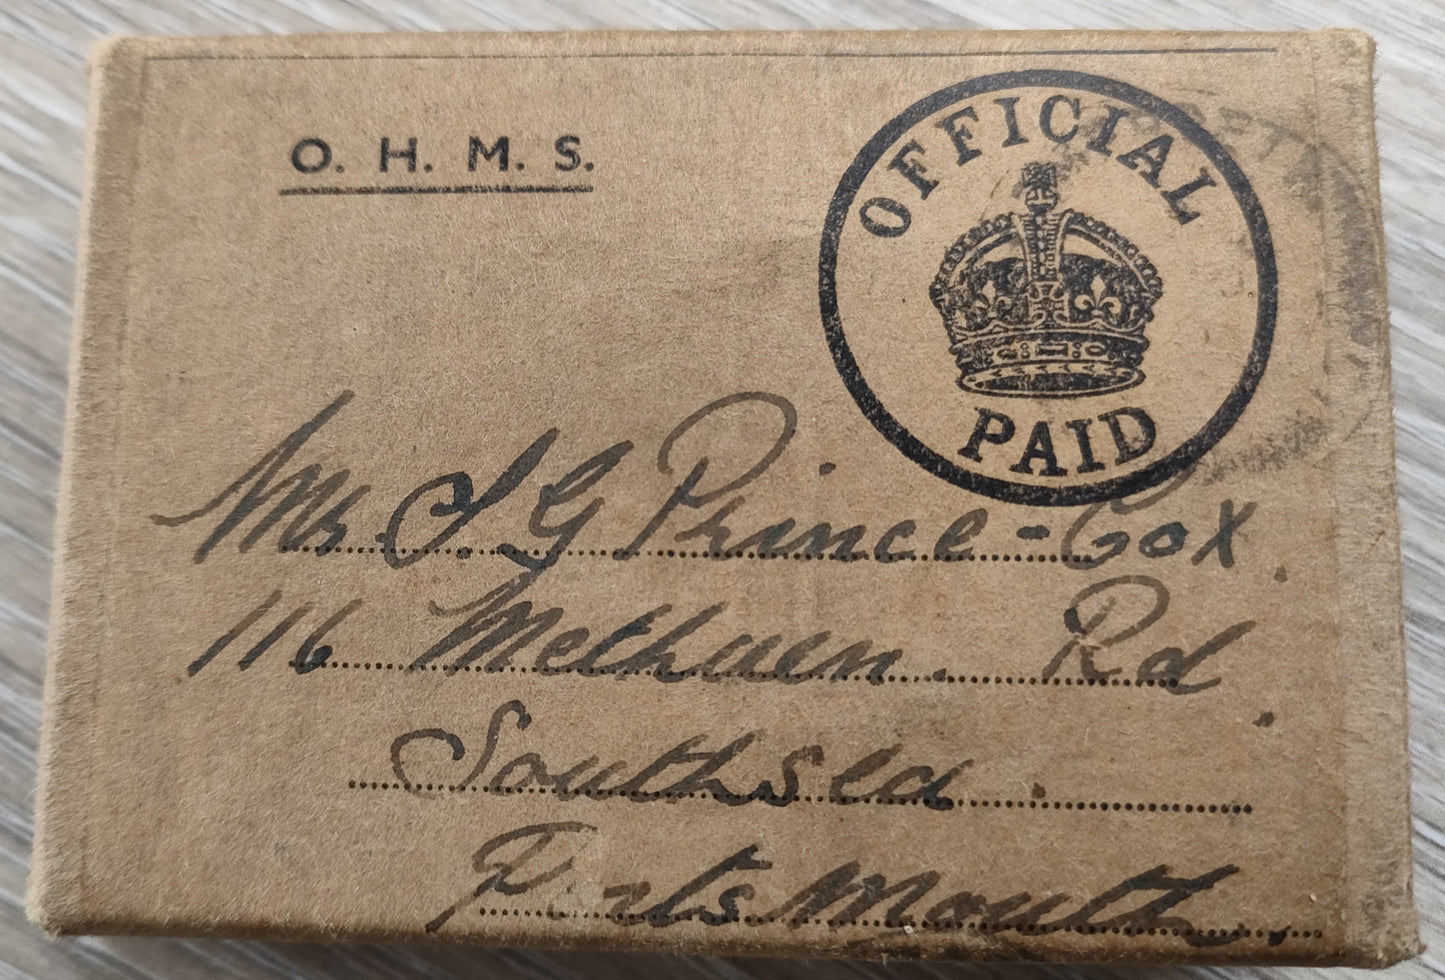 O. H. M. S.
OFFICIAL
PAID
Mrs J. G Prince-Cox.
116 Methuen. Rd.
Southsea.
Portsmouth.